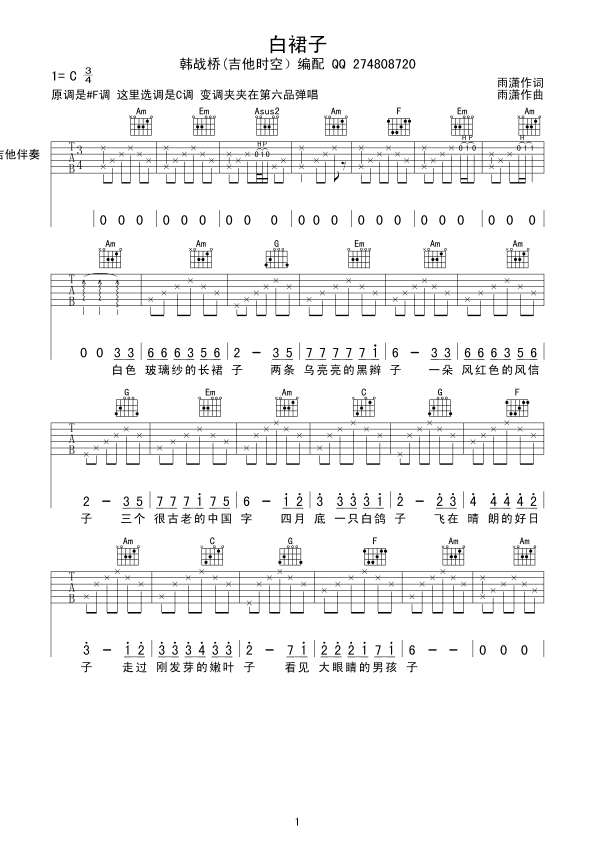 白裙子
韩战桥(吉他时空）编配 QQ 274808720
1= C 3/4
雨潇作词
原调是#F调 这里选调是C调 变调夹夹在第六品弹唱
雨潇作曲
Am Em Asus2 Am F Em Am
H P H P H
吉他伴奏
T A B 3 4 0 1 0 0 1 0 0 1
0 0 0 0 0 0 0 0 0 0 0 0 0 0 0 0 0 0 0 0 0
Am Am G Em Am Am
T A B
0 0 3 3 6 6 6 3 5 6 2 - 3 5 7 7 7 7 i 6 - 3 3 6 6 6 3 5 6
白色 玻璃纱的长裙 子 两条 乌亮亮的黑辫 子 一朵 风红色的风信
G Em Am C G F
T A B
2 - 3 5 7 7 7 i 7 5 6 - i 2 3 3 3 2 i 2 2 - 2 3 4 4 4 2 i
子 三个 很古老的中国 字 四月 底 一只白鸽 子 飞在 晴 朗的好日
Am C G F Am Am
T A B
3 - i 2 3 3 3 4 3 3 2 - 7 i 2 2 2 i 7 i 6 - - 0 0 0
子 走过 刚发芽的嫩叶 子 看见 大眼睛的男孩 子
1